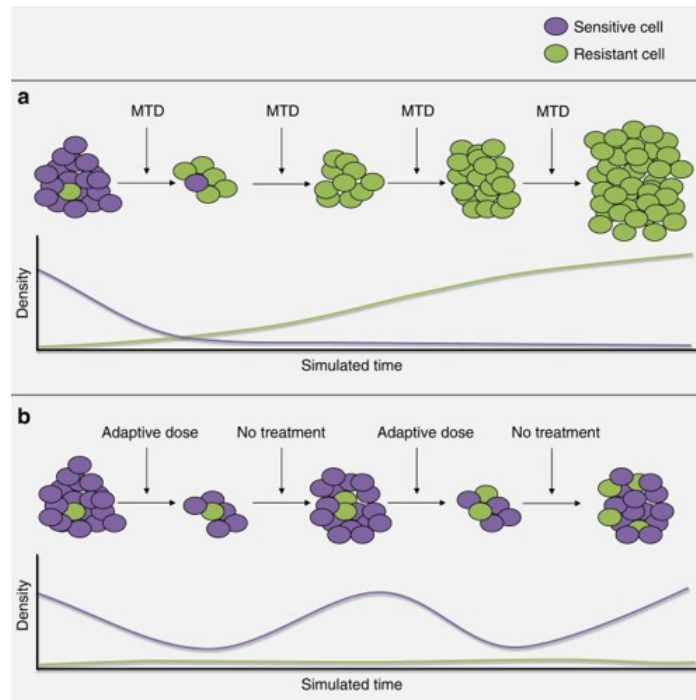 Sensitive cell
Resistant cell
a
MTD MTD MTD MTD
Density
Simulated time
b
Adaptive dose No treatment Adaptive dose No treatment
Density
Simulated time